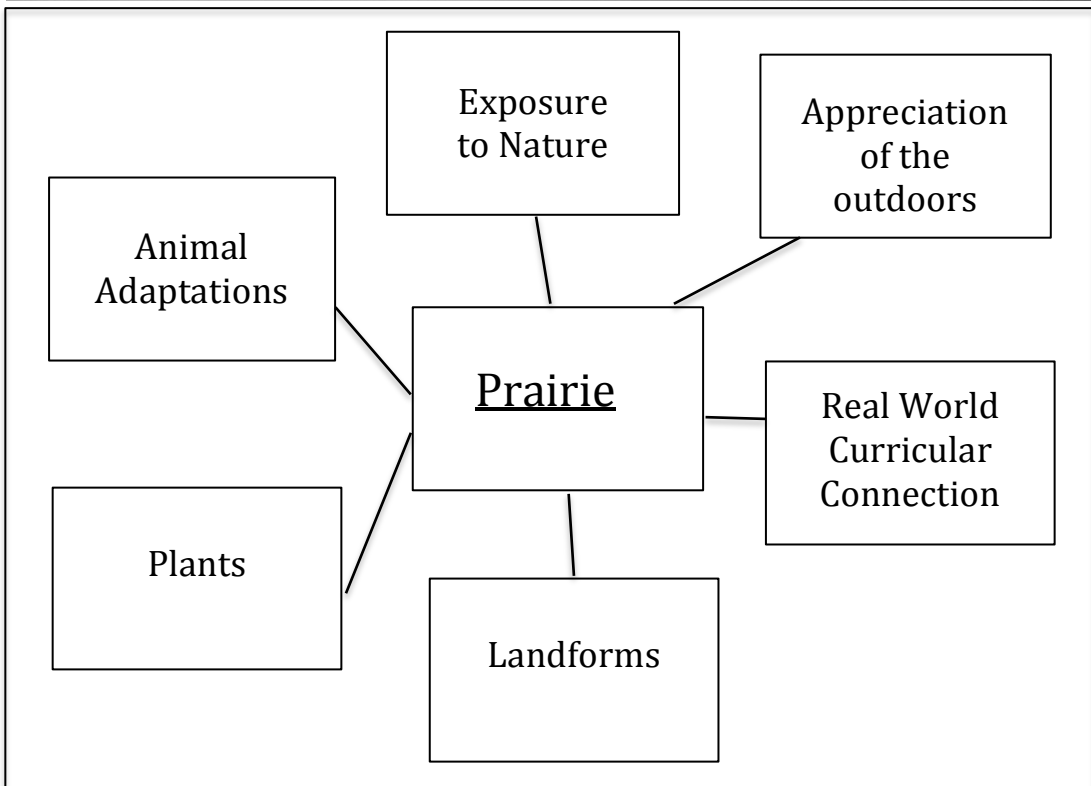 Exposure
to Nature
Appreciation
of the
outdoors
Animal
Adaptations
Prairie
Real World
Curricular
Connection
Plants
Landforms